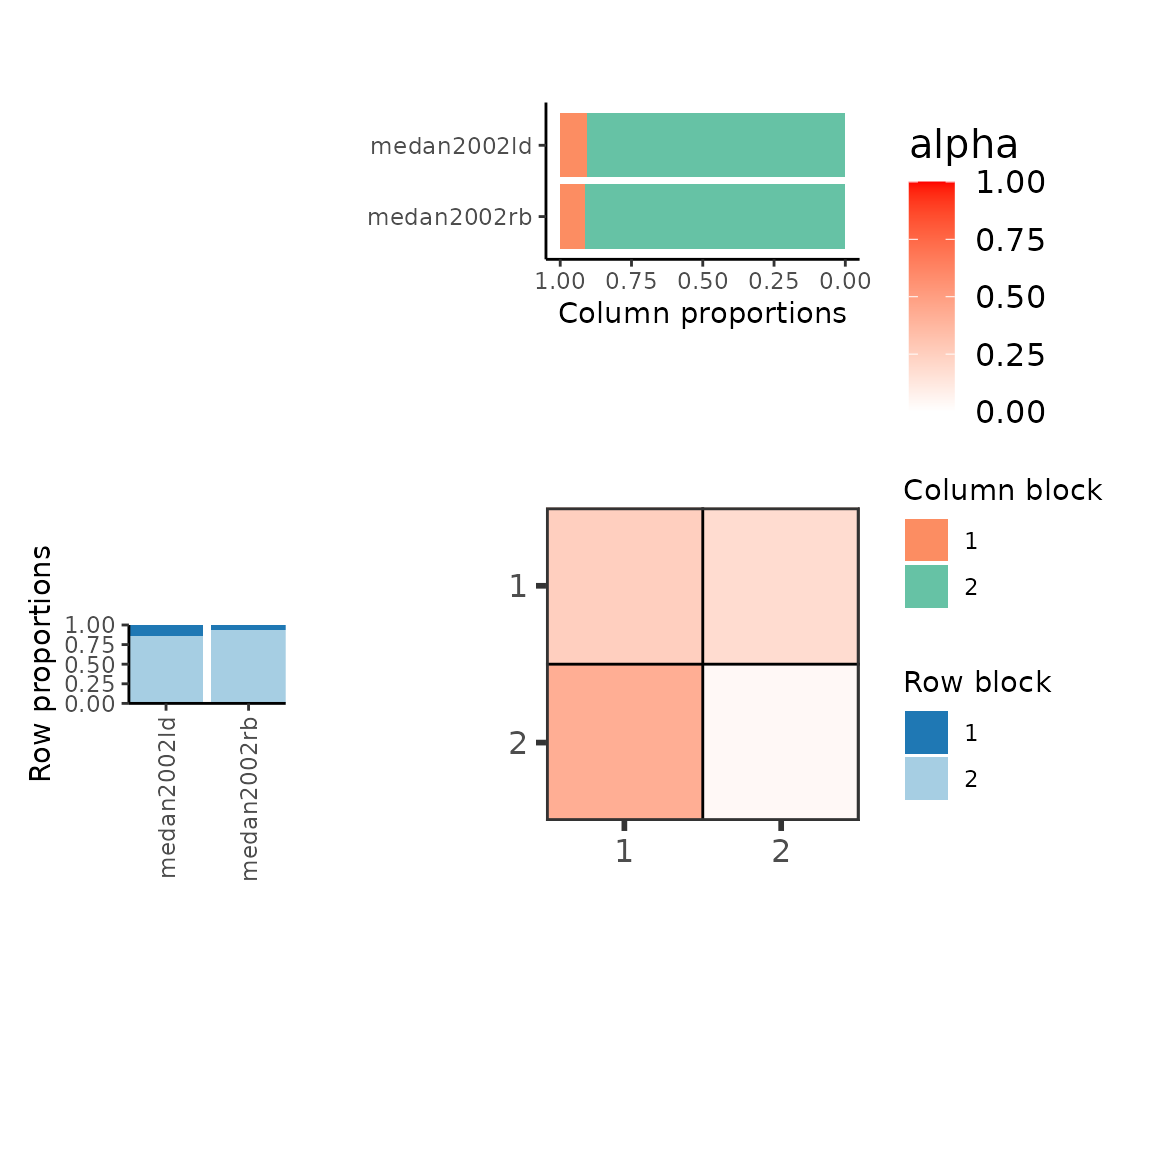 medan2002ld
medan2002rb
1.00 0.75 0.50 0.25 0.00
Column proportions
alpha
1.00
0.75
0.50
0.25
0.00
Column block
1
2
Row block
1
2
Row proportions
1.00
0.75
0.50
0.25
0.00
medan2002ld
medan2002rb
1
2
1 2